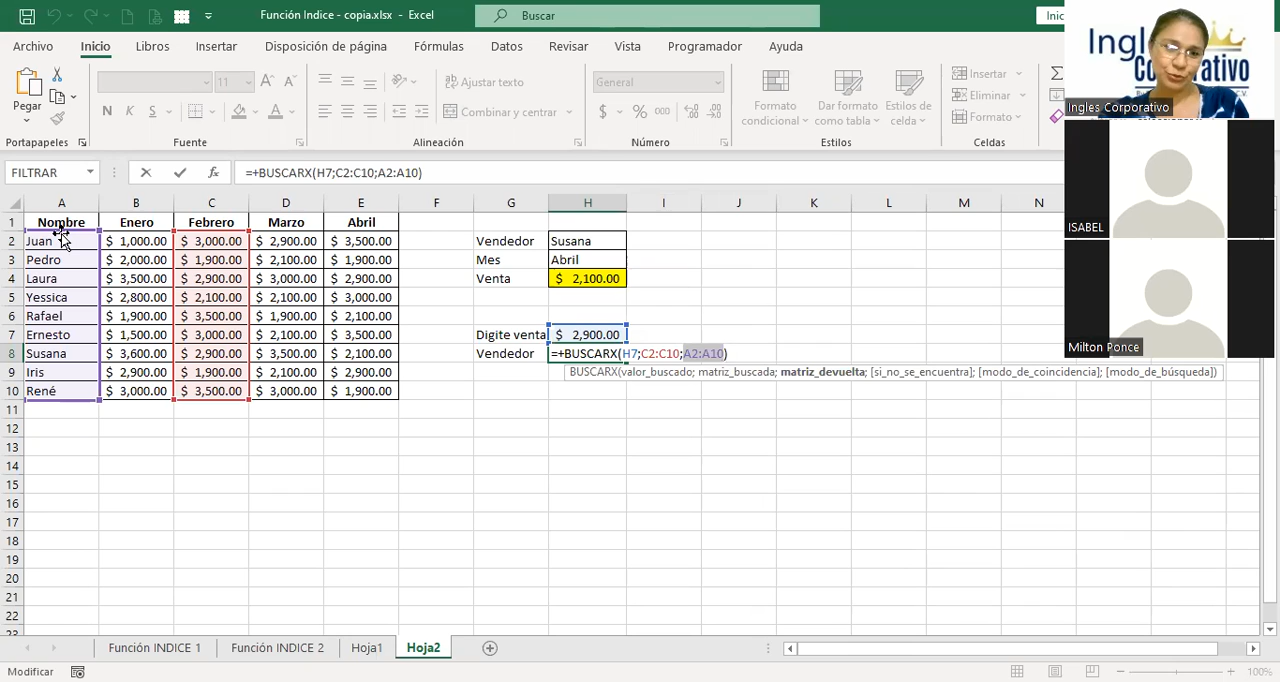 Función Indice - copia.xlsx - Excel
Buscar
Inic
Archivo Inicio Libros Insertar Disposición de página Fórmulas Datos Revisar Vista Programador Ayuda
Pegar
Portapapeles
11
N K S
Fuente
Ajustar texto
Combinar y centrar
Alineación
General
$ % 000
Número
Formato condicional
Dar formato como tabla
Estilos de celda
Estilos
Insertar
Eliminar
Formato
Celdas
Ingles Corporativo
ISABEL
Milton Ponce
FILTRAR
=+BUSCARX(H7;C2:C10;A2:A10)
A B C D E F G H I J K L M N
1 Nombre Enero Febrero Marzo Abril
2 Juan $ 1,000.00 $ 3,000.00 $ 2,900.00 $ 3,500.00 Vendedor Susana
3 Pedro $ 2,000.00 $ 1,900.00 $ 2,100.00 $ 1,900.00 Mes Abril
4 Laura $ 3,500.00 $ 2,900.00 $ 3,000.00 $ 2,900.00 Venta $ 2,100.00
5 Yessica $ 2,800.00 $ 2,100.00 $ 2,100.00 $ 3,000.00
6 Rafael $ 1,900.00 $ 3,500.00 $ 1,900.00 $ 2,100.00
7 Ernesto $ 1,500.00 $ 3,000.00 $ 2,100.00 $ 3,500.00 Digite venta $ 2,900.00
8 Susana $ 3,600.00 $ 2,900.00 $ 3,500.00 $ 2,100.00 Vendedor =+BUSCARX(H7;C2:C10;A2:A10)
9 Iris $ 2,900.00 $ 1,900.00 $ 2,100.00 $ 2,900.00
BUSCARX(valor_buscado; matriz_buscada; matriz_devuelta; [si_no_se_encuentra]; [modo_de_coincidencia]; [modo_de_búsqueda])
10 René $ 3,000.00 $ 3,500.00 $ 3,000.00 $ 1,900.00
11
12
13
14
15
16
17
18
19
20
21
22
23
Función INDICE 1 Función INDICE 2 Hoja1 Hoja2
Modificar
100%